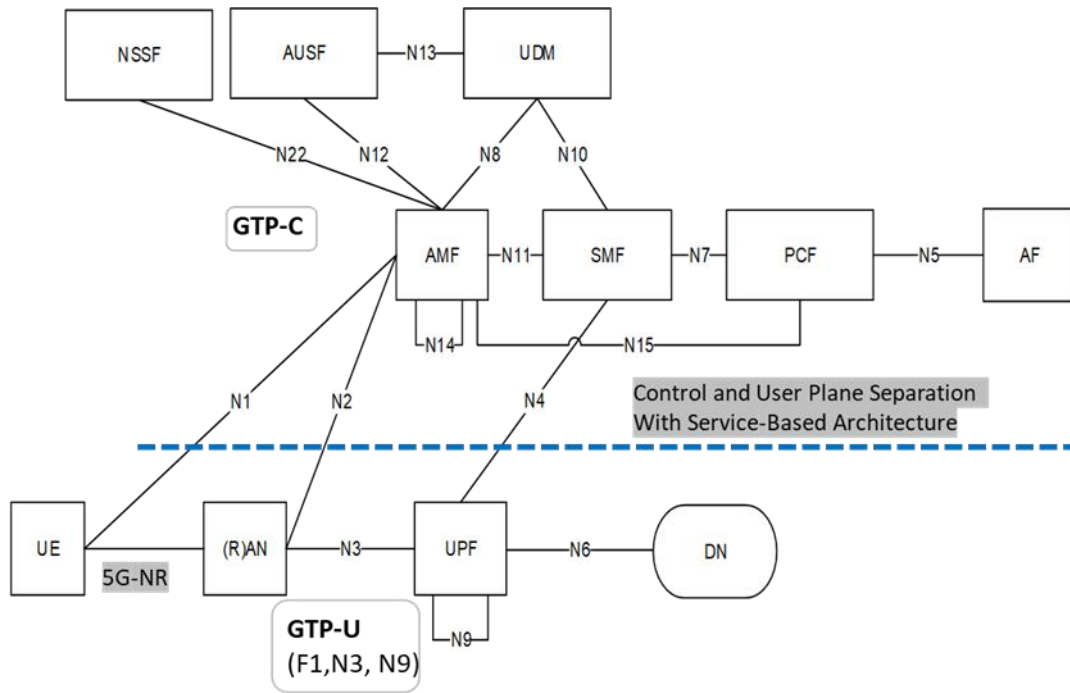 NSSF
AUSF
N13
UDM
N22
N12
N8
N10
GTP-C
AMF
N11
SMF
N7
PCF
N5
AF
N14
N15
N1
N2
N4
Control and User Plane Separation
With Service-Based Architecture
UE
(R)AN
N3
UPF
N6
DN
5G-NR
GTP-U
(F1,N3, N9)
N9